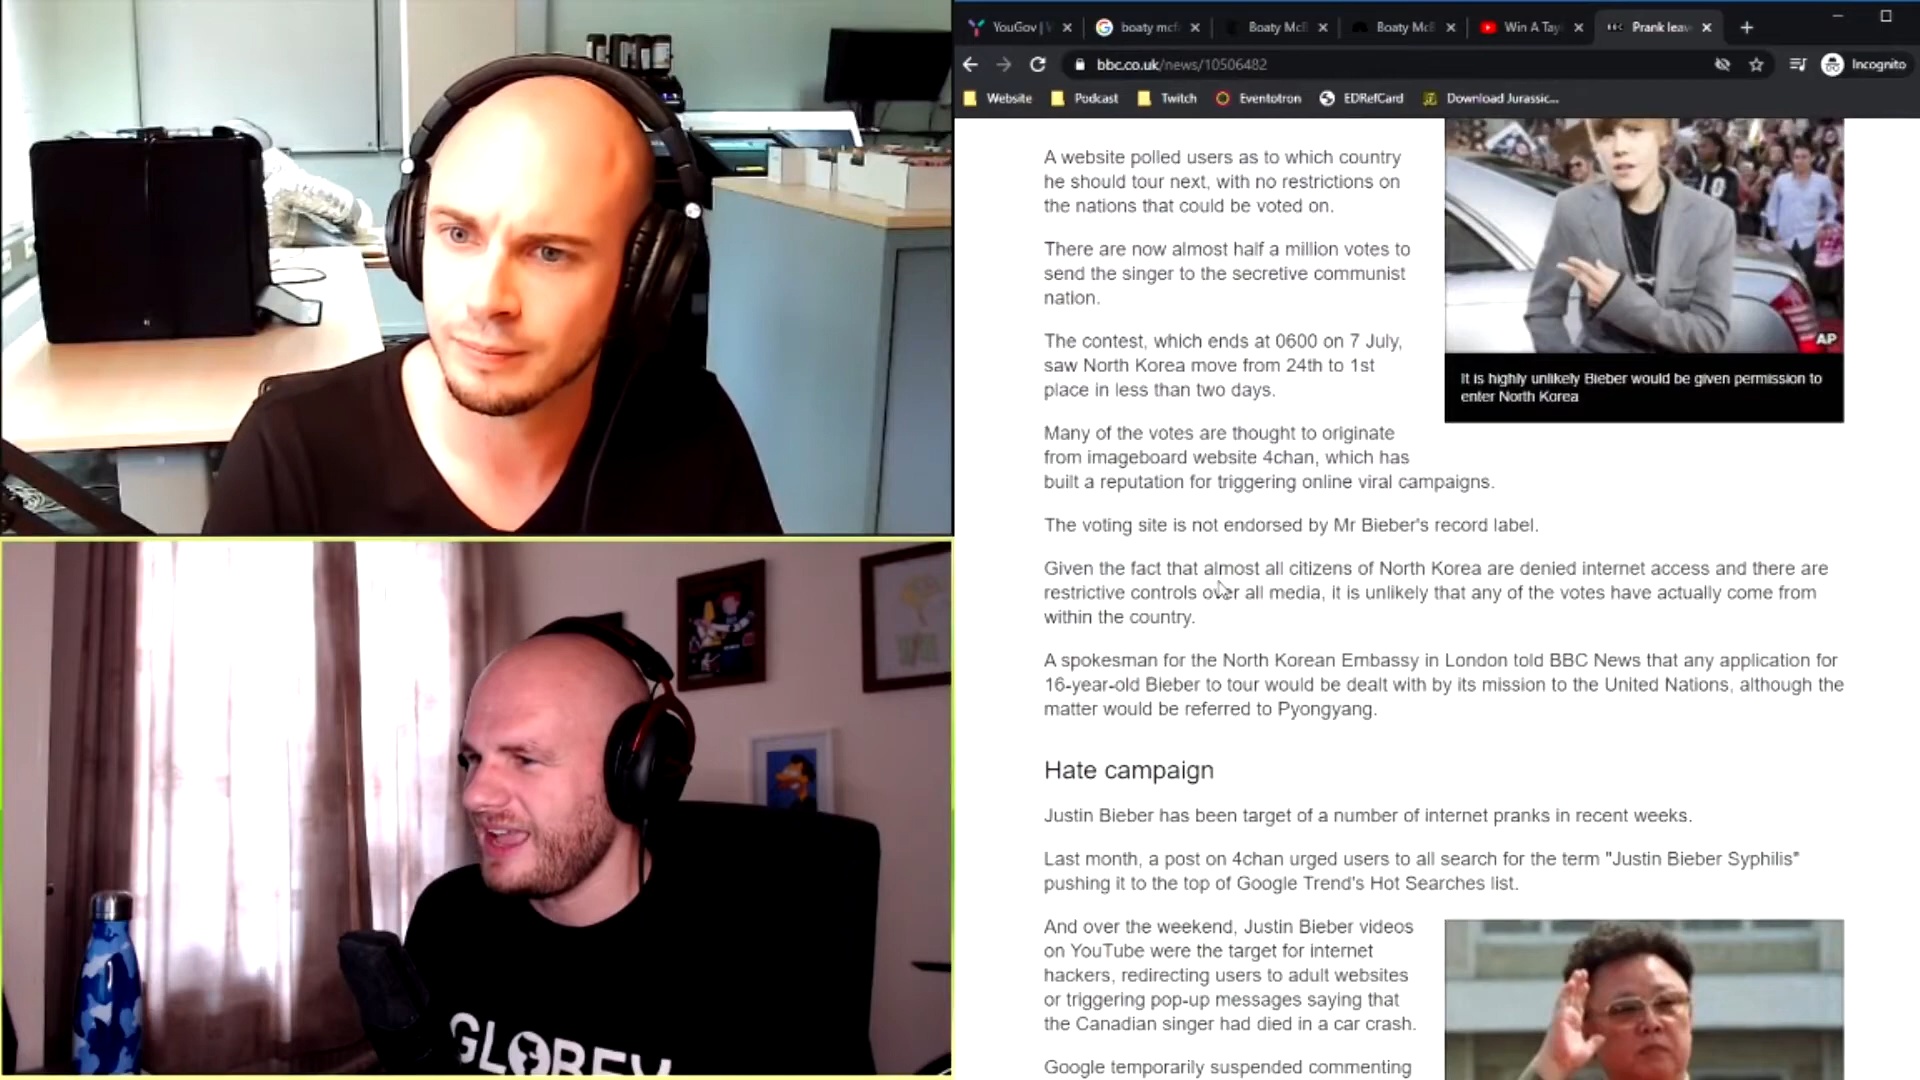 YouGov |
boaty mcf
Boaty McB
Boaty McB
Win A Tay
BBC
Prank leav
bbc.co.uk/news/10506482
Incognito
Website
Podcast
Twitch
Eventotron
EDRefCard
Download Jurassic...
A website polled users as to which country
he should tour next, with no restrictions on
the nations that could be voted on.
There are now almost half a million votes to
send the singer to the secretive communist
nation.
The contest, which ends at 0600 on 7 July,
saw North Korea move from 24th to 1st
place in less than two days.
AP
It is highly unlikely Bieber would be given permission to
enter North Korea
Many of the votes are thought to originate
from imageboard website 4chan, which has
built a reputation for triggering online viral campaigns.
The voting site is not endorsed by Mr Bieber's record label.
Given the fact that almost all citizens of North Korea are denied internet access and there are
restrictive controls over all media, it is unlikely that any of the votes have actually come from
within the country.
A spokesman for the North Korean Embassy in London told BBC News that any application for
16-year-old Bieber to tour would be dealt with by its mission to the United Nations, although the
matter would be referred to Pyongyang.
Hate campaign
Justin Bieber has been target of a number of internet pranks in recent weeks.
Last month, a post on 4chan urged users to all search for the term "Justin Bieber Syphilis"
pushing it to the top of Google Trend's Hot Searches list.
And over the weekend, Justin Bieber videos
on YouTube were the target for internet
hackers, redirecting users to adult websites
or triggering pop-up messages saying that
the Canadian singer had died in a car crash.
Google temporarily suspended commenting
GLOBEY